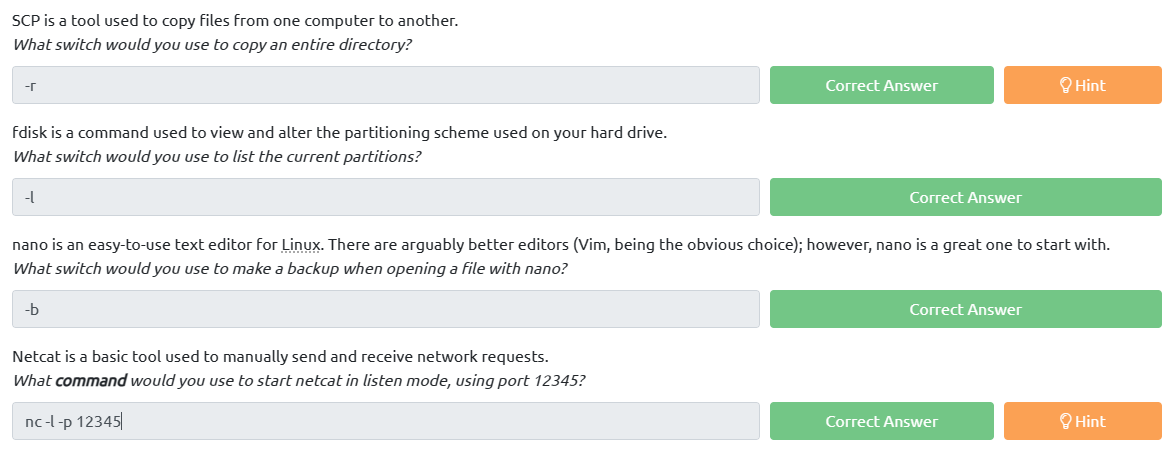 SCP is a tool used to copy files from one computer to another.
What switch would you use to copy an entire directory?
-r
Correct Answer
Hint
fdisk is a command used to view and alter the partitioning scheme used on your hard drive.
What switch would you use to list the current partitions?
-l
Correct Answer
nano is an easy-to-use text editor for Linux. There are arguably better editors (Vim, being the obvious choice); however, nano is a great one to start with.
What switch would you use to make a backup when opening a file with nano?
-b
Correct Answer
Netcat is a basic tool used to manually send and receive network requests.
What command would you use to start netcat in listen mode, using port 12345?
nc -l -p 12345
Correct Answer
Hint